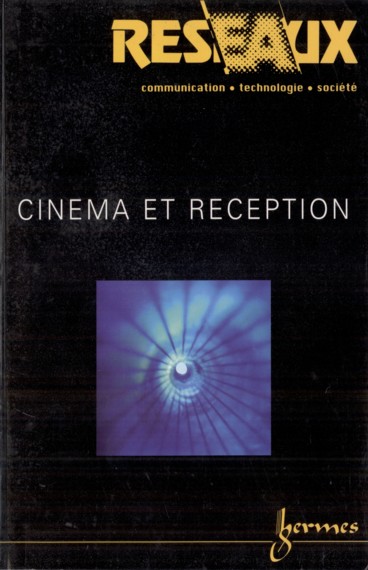 RESEAUX
communication • technologie • société
CINEMA ET RECEPTION
hermes